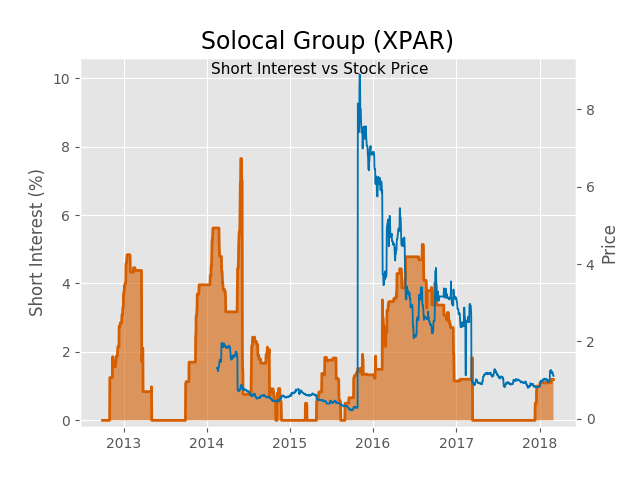 Solocal Group (XPAR)
Short Interest vs Stock Price
Short Interest (%)
10
8
6
4
2
0
Price
8
6
4
2
0
2013 2014 2015 2016 2017 2018